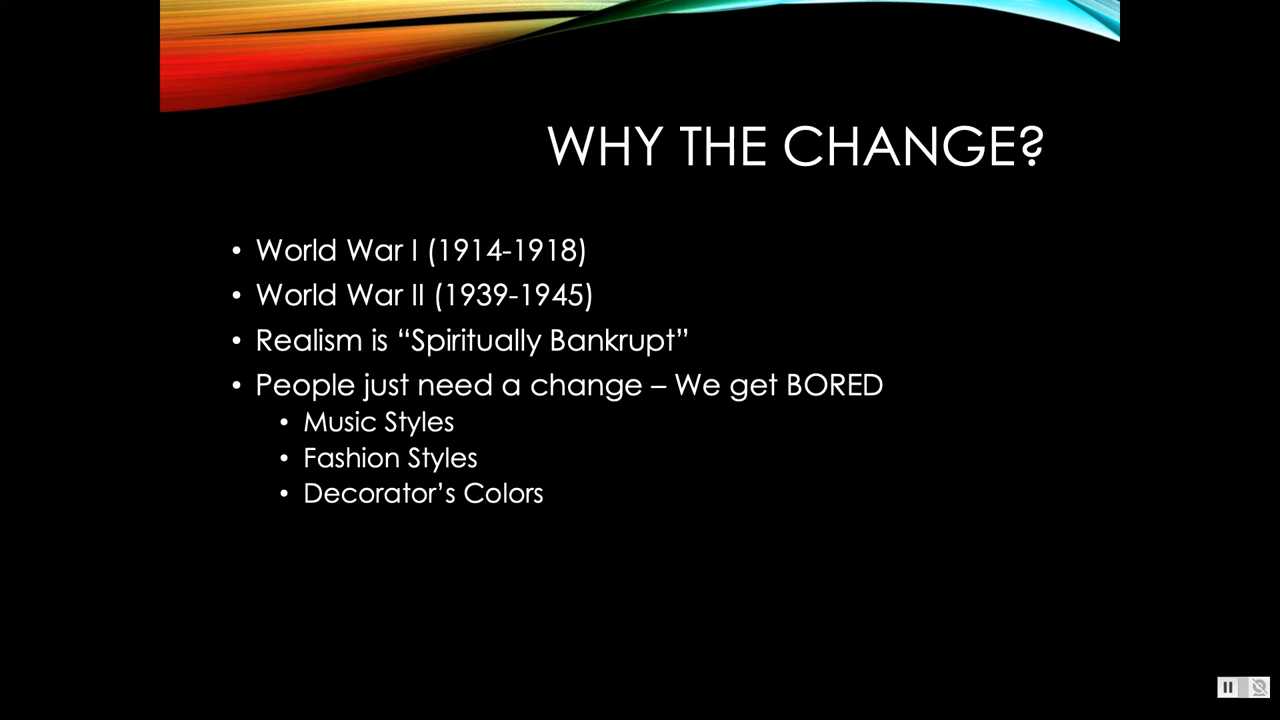 WHY THE CHANGE?
• World War I (1914-1918)
• World War II (1939-1945)
• Realism is “Spiritually Bankrupt”
• People just need a change – We get BORED
• Music Styles
• Fashion Styles
• Decorator’s Colors